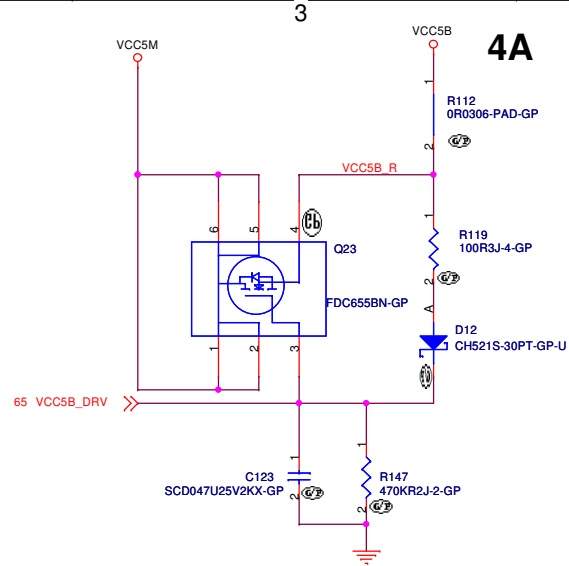 3
VCC5M
VCC5B
4A
1
R112
0R0306-PAD-GP
2
G/P
VCC5B_R
6
5
4
1
R119
100R3J-4-GP
2
G/P
Q23
FDC655BN-GP
A
D12
CH521S-30PT-GP-U
1
2
3
65 VCC5B_DRV
1
C123
SCD047U25V2KX-GP
2
G/P
1
R147
470KR2J-2-GP
2
G/P